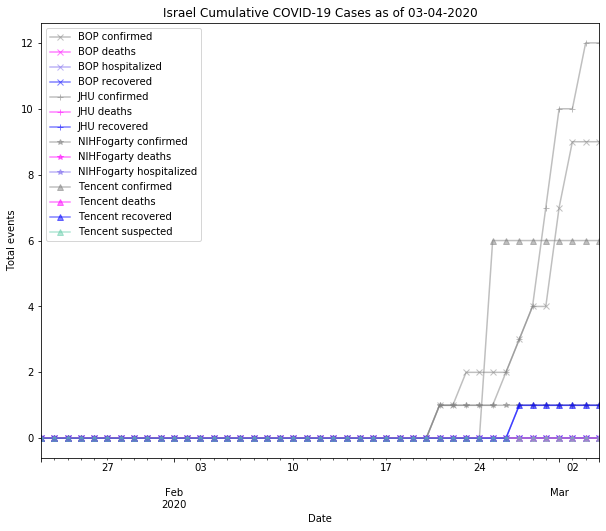 Israel Cumulative COVID-19 Cases as of 03-04-2020
12
10
8
6
4
2
0
Total events
BOP confirmed
BOP deaths
BOP hospitalized
BOP recovered
JHU confirmed
JHU deaths
JHU recovered
NIHFogarty confirmed
NIHFogarty deaths
NIHFogarty hospitalized
Tencent confirmed
Tencent deaths
Tencent recovered
Tencent suspected
27 03 10 17 24 02
Feb Mar
2020
Date